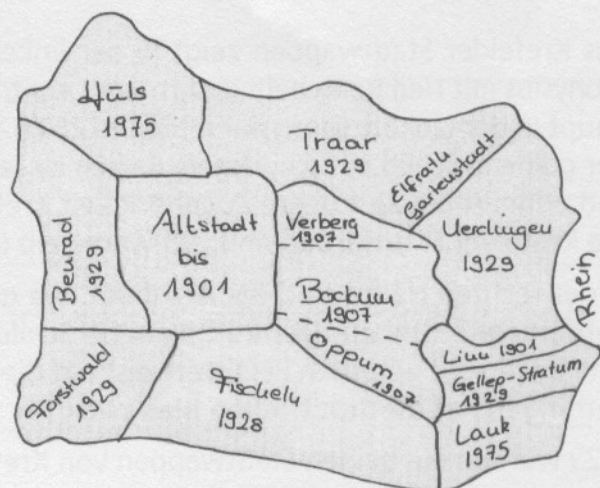 Hüls
1975
Traar
1929
Elfrath
Gartenstadt
Benrad
1929
Altstadt
bis
1901
Verberg
1907
Uerdingen
1929
Rhein
Bockum
1907
Oppum
1907
Linn 1901
Gellep-Stratum
1929
Forstwald
1929
Fischeln
1928
Lank
1975